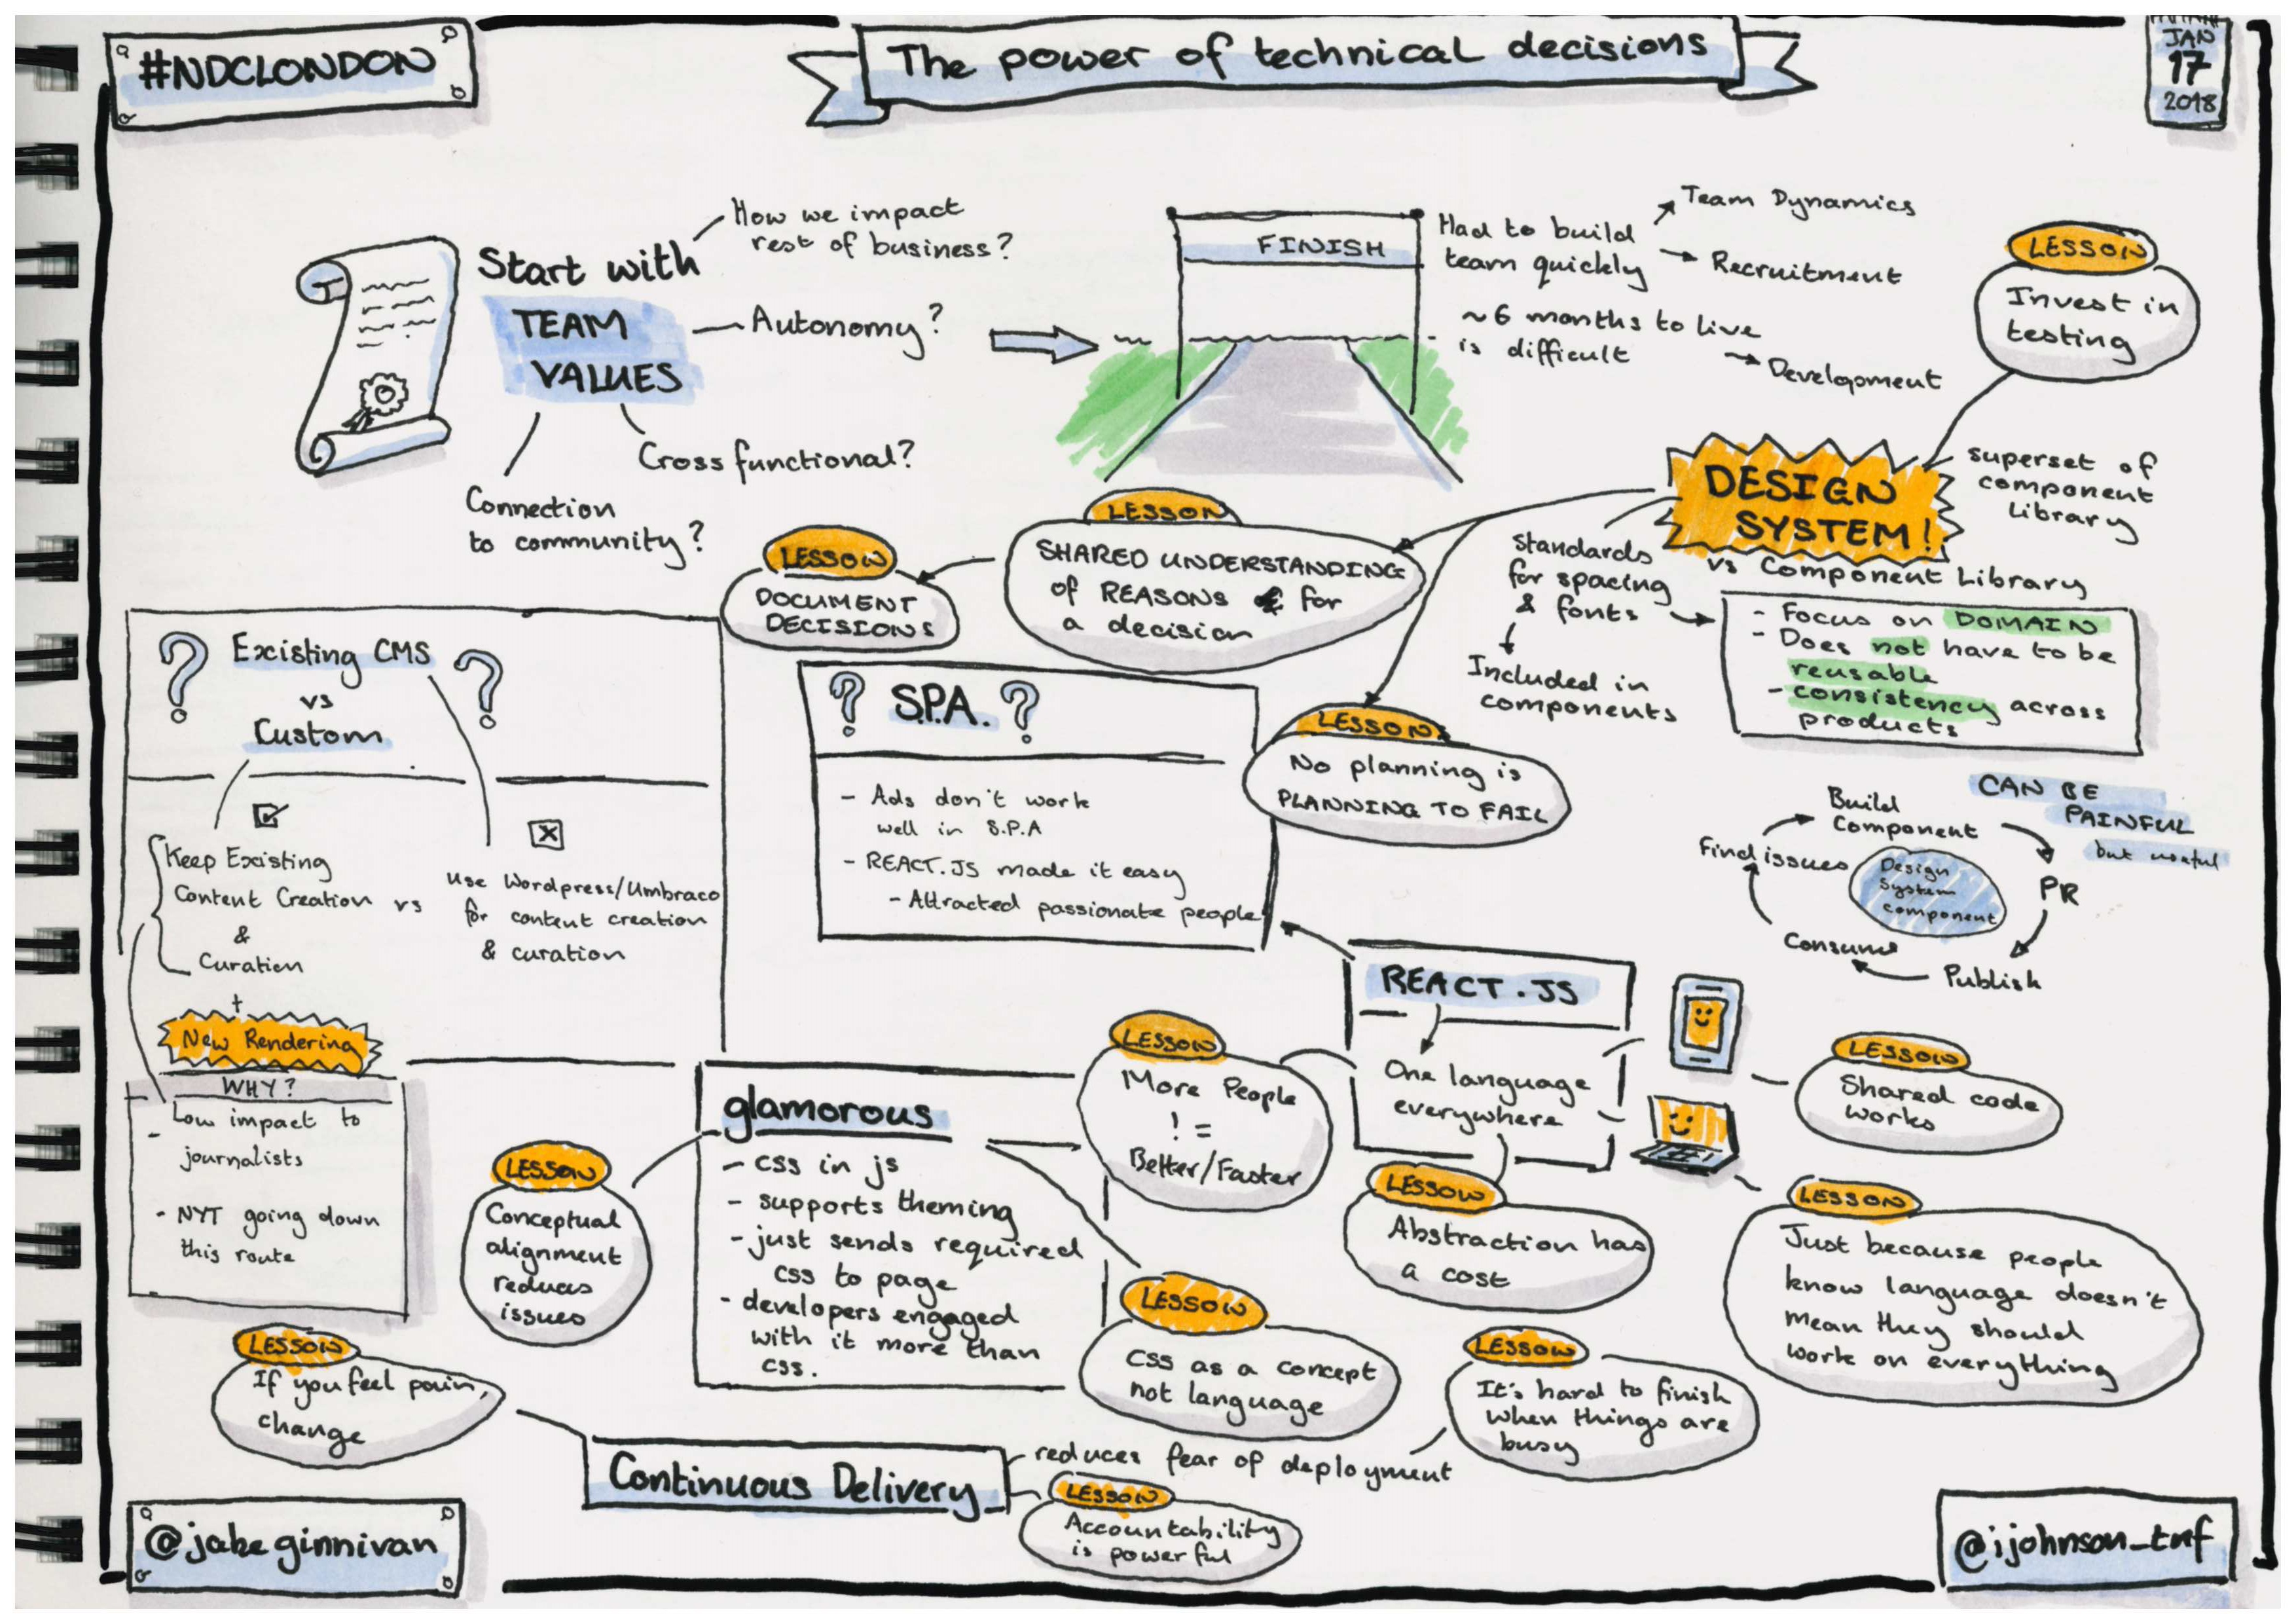 #NDCLONDON
The power of technical decisions
JAN
17
2018
Start with
TEAM
VALUES
How we impact
rest of business?
Autonomy?
Cross functional?
Connection
to community?
FINISH
Had to build
team quickly
Team Dynamics
Recruitment
~6 months to live
is difficult
Development
LESSON
Invest in
testing
DESIGN
SYSTEM!
superset of
component
Library
vs Component Library
Standards
for spacing
& fonts
Included in
components
- Focus on DOMAIN
- Does not have to be
reusable
- consistency across
products
LESSON
SHARED UNDERSTANDING
of REASONS for
a decision
LESSON
DOCUMENT
DECISIONS
LESSON
No planning is
PLANNING TO FAIL
Existing CMS
vs
Custom
? ?
Keep Existing
Content Creation vs
&
Curation
+
New Rendering
use Wordpress/Umbraco
for content creation
& curation
WHY?
- Low impact to
journalists
- NYT going down
this route
? S.P.A. ?
- Ads don't work
well in S.P.A
- REACT.JS made it easy
- Attracted passionate people
CAN BE
PAINFUL
but useful
Build
Component
PR
Publish
Consume
Find issues
Design
System
component
REACT.JS
One language
everywhere
LESSON
More People
!=
Better/Faster
LESSON
Shared code
works
LESSON
Abstraction has
a cost
LESSON
Just because people
know language doesn't
mean they should
work on everything
glamorous
- css in js
- supports theming
- just sends required
css to page
- developers engaged
with it more than
css.
LESSON
Conceptual
alignment
reduces
issues
LESSON
CSS as a concept
not language
LESSON
It's hard to finish
when things are
busy
LESSON
If you feel pain,
change
Continuous Delivery
reduces fear of deployment
LESSON
Accountability
is powerful
@jakeginnivan
@ijohnson_tnf